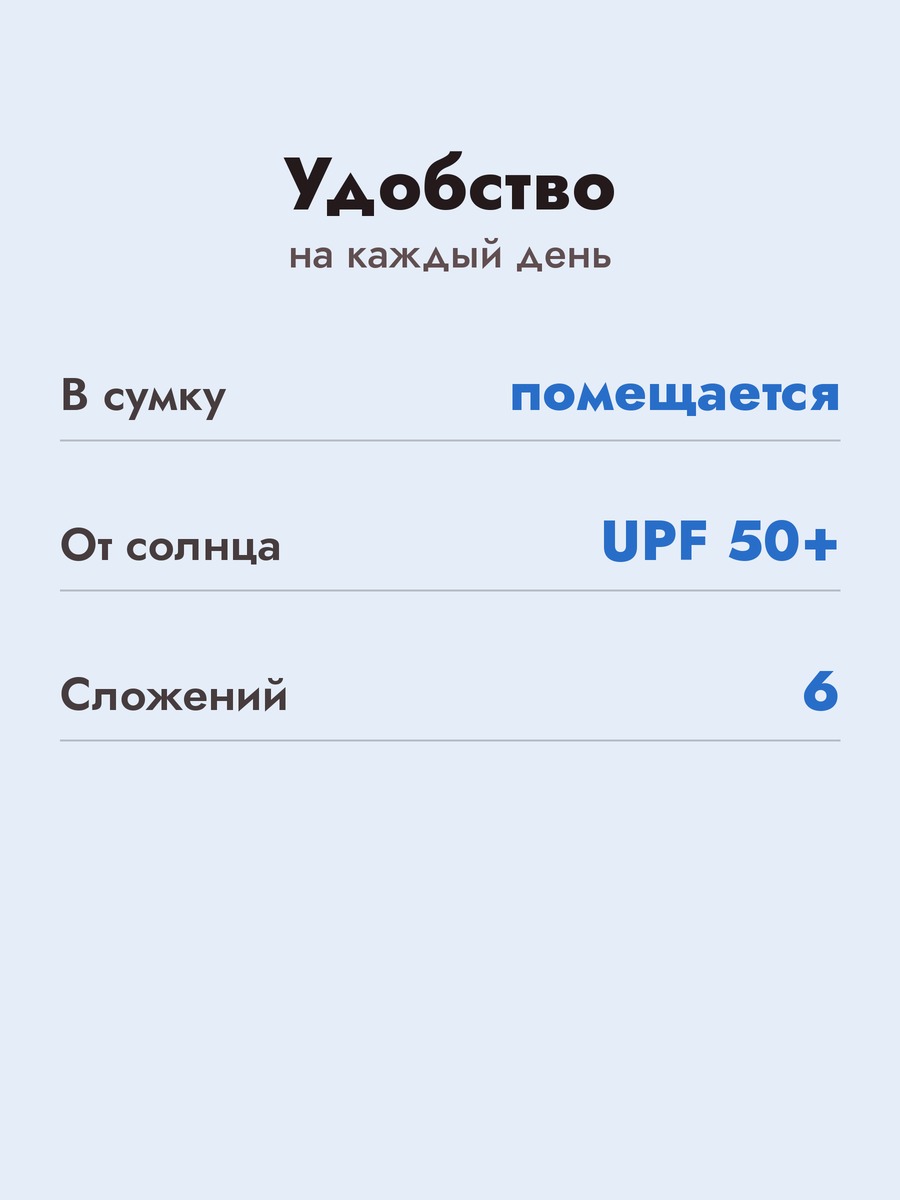 Удобство
на каждый день
В сумку помещается
От солнца UPF 50+
Сложений 6